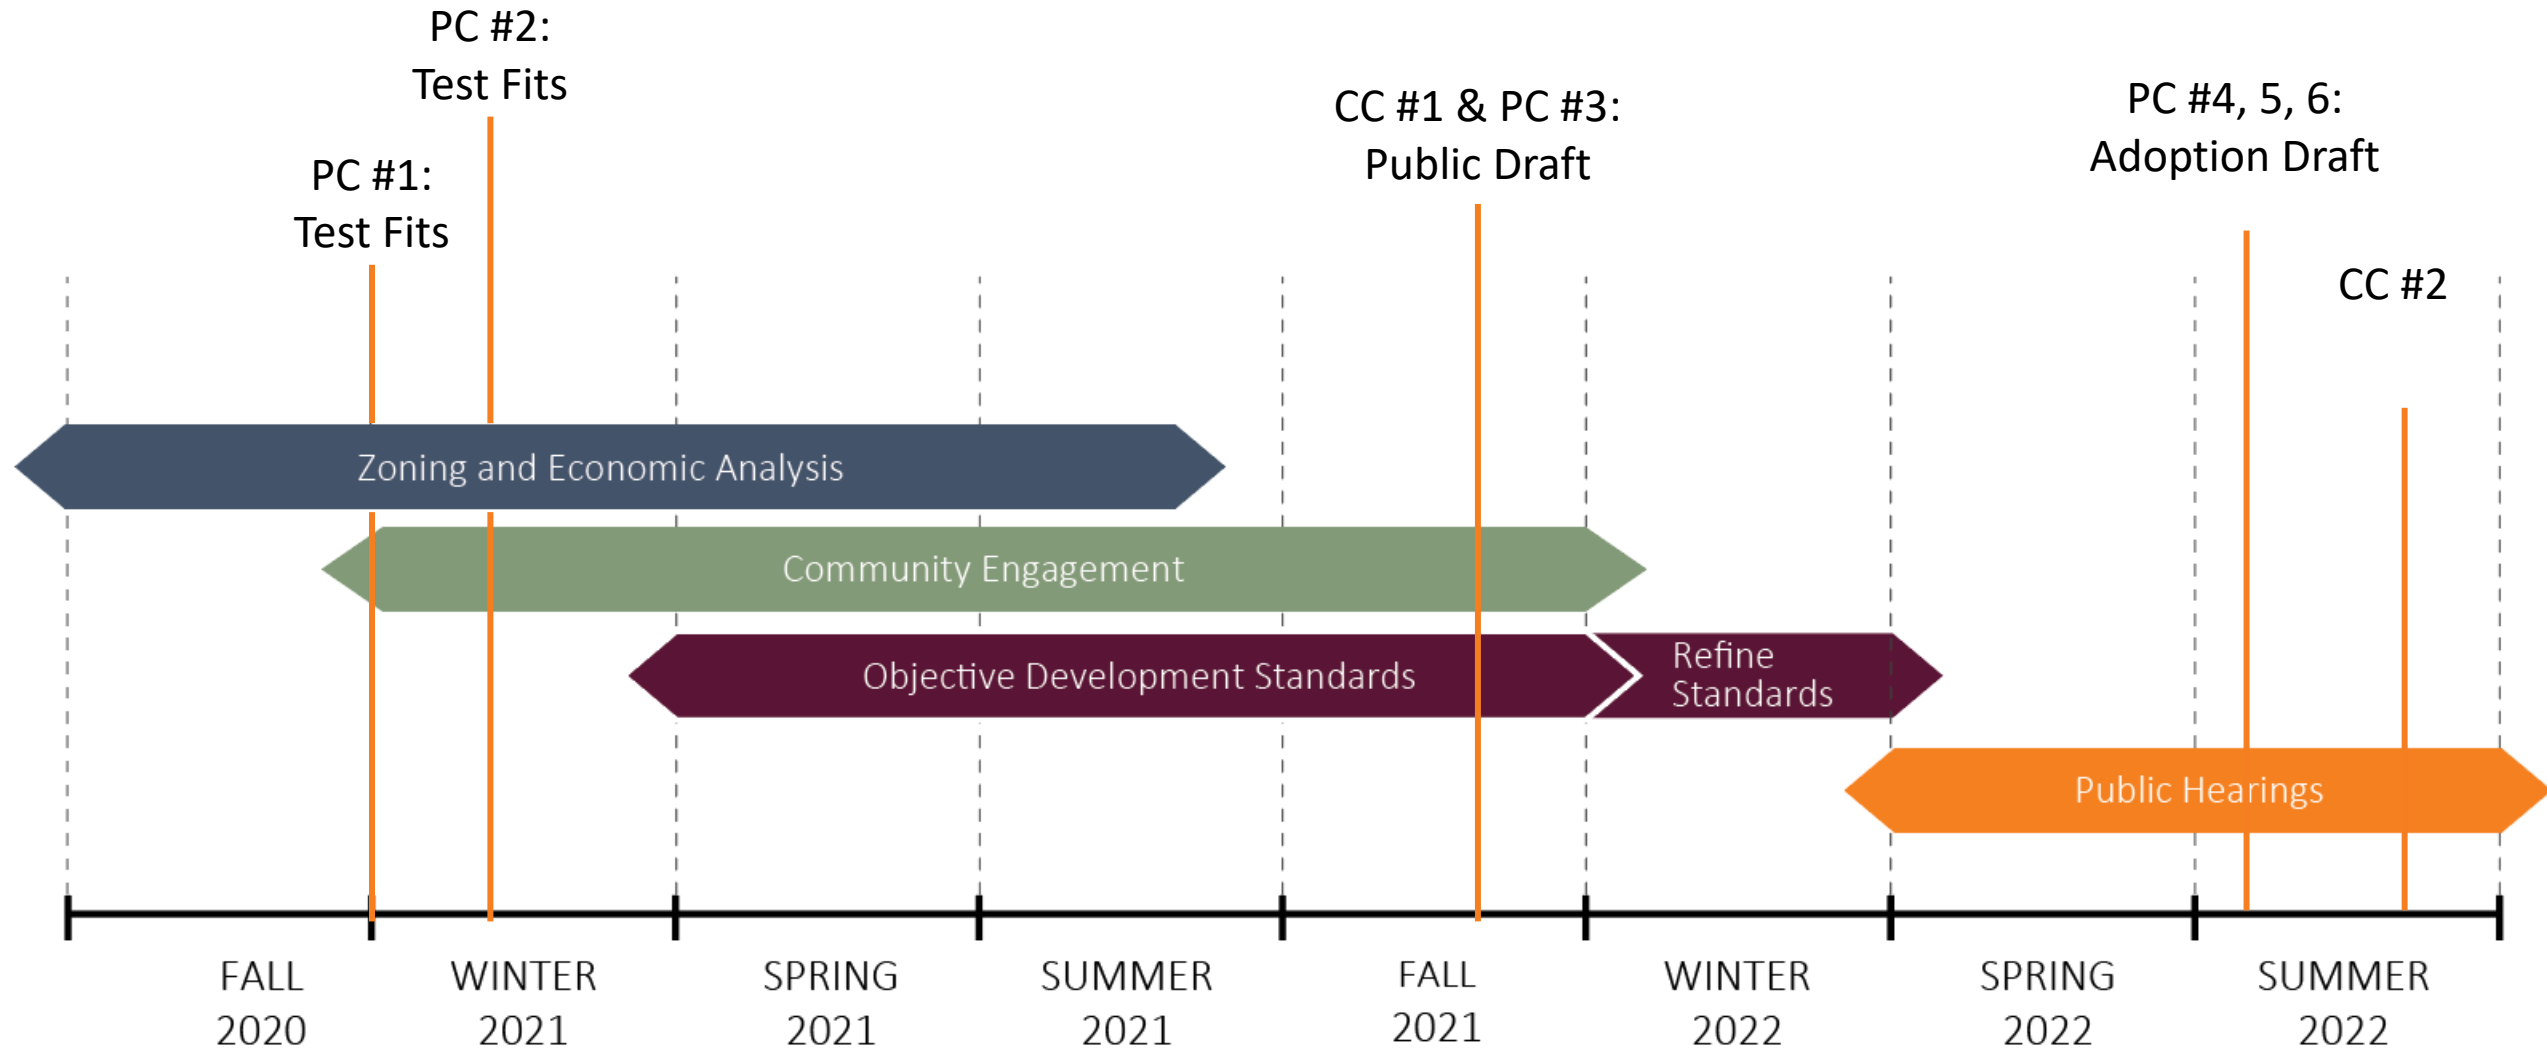 PC #2:
Test Fits
PC #1:
Test Fits
CC #1 & PC #3:
Public Draft
PC #4, 5, 6:
Adoption Draft
CC #2
Zoning and Economic Analysis
Community Engagement
Objective Development Standards
Refine
Standards
Public Hearings
FALL
2020
WINTER
2021
SPRING
2021
SUMMER
2021
FALL
2021
WINTER
2022
SPRING
2022
SUMMER
2022